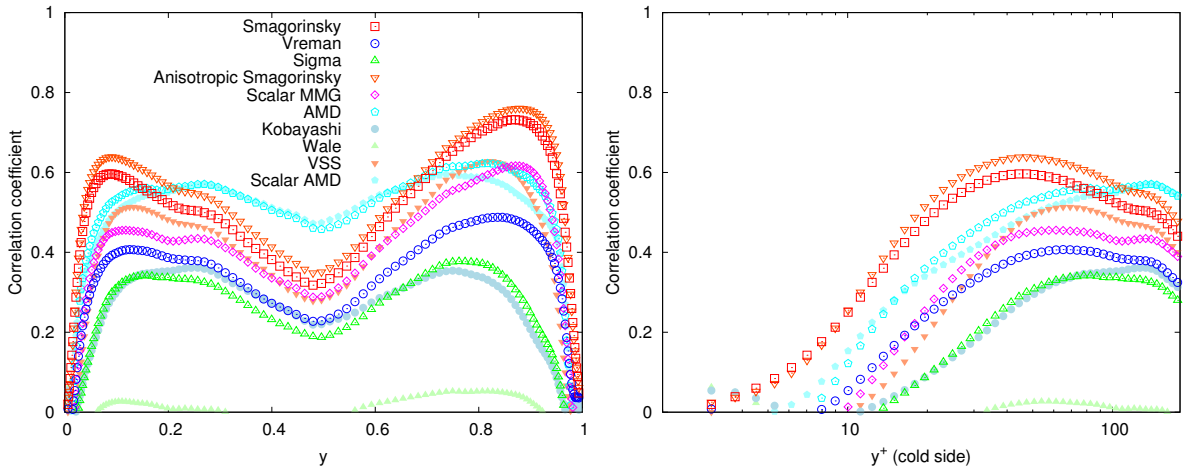 1
0.8
0.6
0.4
0.2
0
Correlation coefficient
Smagorinsky
Vreman
Sigma
Anisotropic Smagorinsky
Scalar MMG
AMD
Kobayashi
Wale
VSS
Scalar AMD
0 0.2 0.4 0.6 0.8 1
y
1
0.8
0.6
0.4
0.2
0
Correlation coefficient
10 100
y⁺ (cold side)